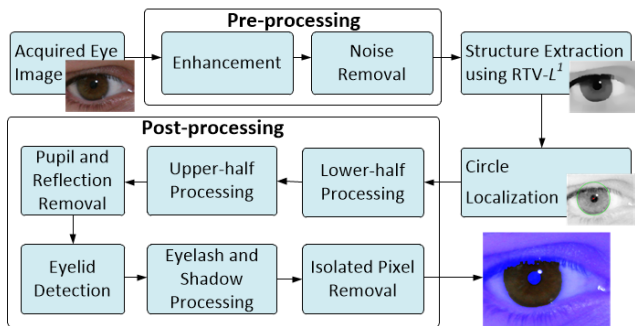 Pre-processing
Acquired Eye
Image
Enhancement
Noise
Removal
Structure Extraction
using RTV-L¹
Post-processing
Pupil and
Reflection
Removal
Upper-half
Processing
Lower-half
Processing
Circle
Localization
Eyelid
Detection
Eyelash and
Shadow
Processing
Isolated Pixel
Removal